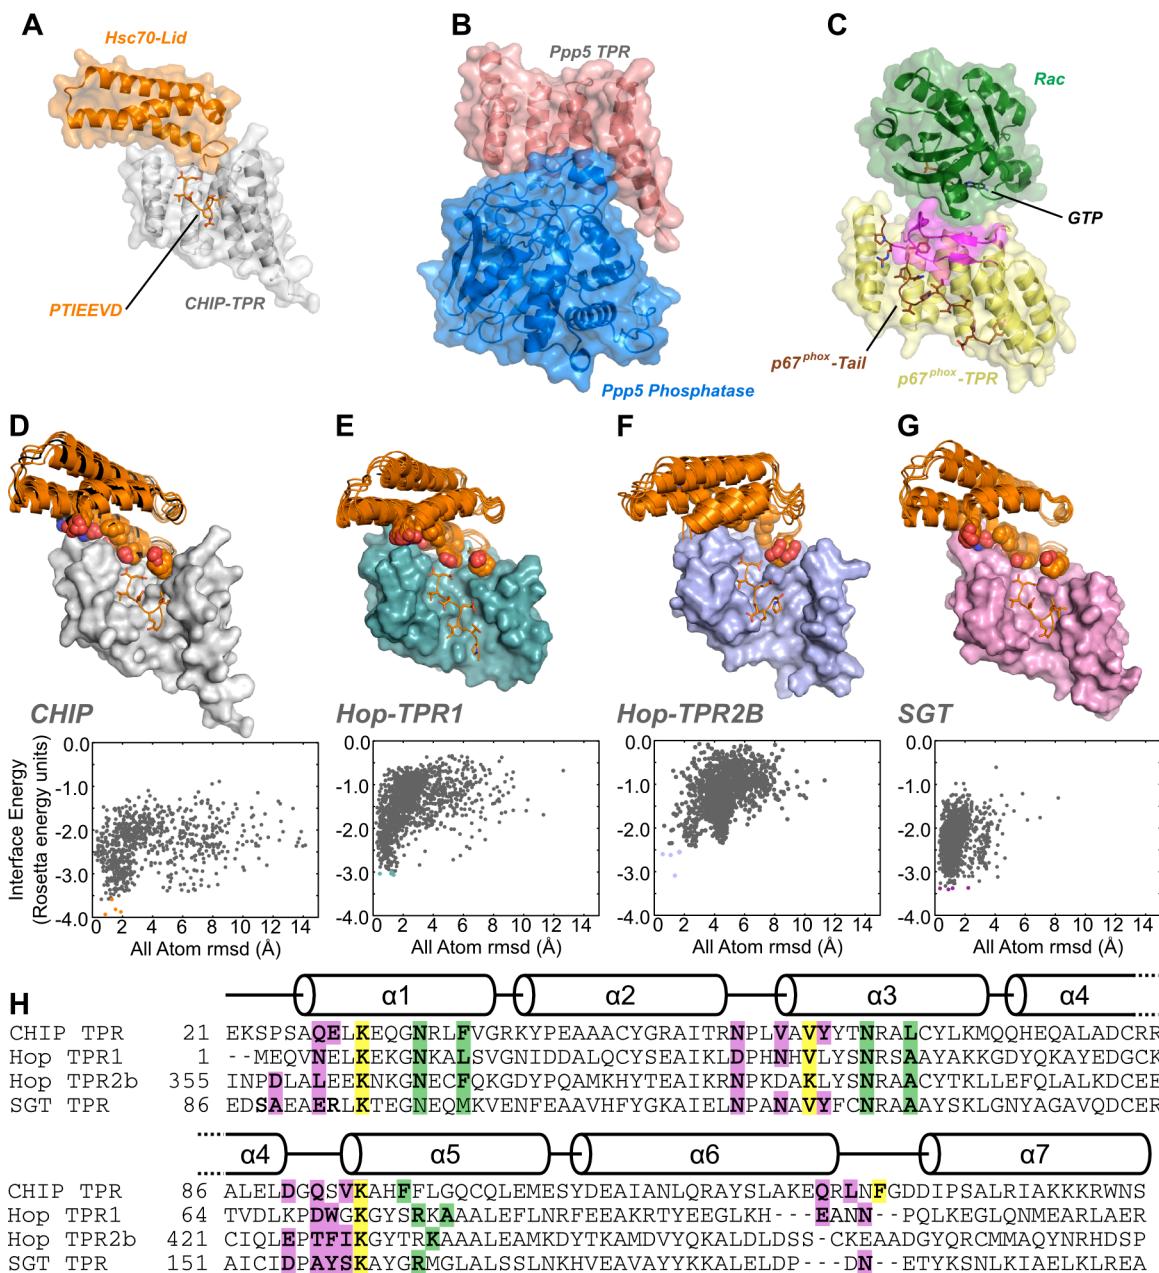 A
B
C
Hsc70-Lid
Ppp5 TPR
Rac
GTP
PTIEEVD
CHIP-TPR
p67phox-Tail
p67phox-TPR
Ppp5 Phosphatase
D
E
F
G
CHIP
Hop-TPR1
Hop-TPR2B
SGT
Interface Energy
(Rosetta energy units)
0.0
-1.0
-2.0
-3.0
-4.0
0 2 4 6 8 10 12 14
All Atom rmsd (Å)
0.0
-1.0
-2.0
-3.0
-4.0
0 2 4 6 8 10 12 14
All Atom rmsd (Å)
0.0
-1.0
-2.0
-3.0
-4.0
0 2 4 6 8 10 12 14
All Atom rmsd (Å)
0.0
-1.0
-2.0
-3.0
-4.0
0 2 4 6 8 10 12 14
All Atom rmsd (Å)
H
α1 α2 α3 α4
CHIP TPR 21 EKSPSAQELKEQGNRLFVGRKYPEAAACYGRAITRNPLVAVYYTNRALCYLKMQQHEQALADCRR
Hop TPR1 1 --MEQVNELKEKGNKALSVGNIDDALQCYSEAIKLDPHNHVLYSNRSAAYAKKGDYQKAYEDGCK
Hop TPR2b 355 INPDLALEEKNKGNECFQKGDYPQAMKHYTEAIKRNPKDAKLYSNRAACYTKLLEFQLALKDCEE
SGT TPR 86 EDSAEAERLKTEGNEQMKVENFEAAVHFYGKAIELNPANAVYFCNRAAAYSKLGNYAGAVQDCER
α4 α5 α6 α7
CHIP TPR 86 ALELDGQSVKAHFFLGQCQLEMESYDEAIANLQRAYSLAKEQRLNFGDDIPSALRIAKKKRWNS
Hop TPR1 64 TVDLKPDWGKGYSRKAAALEFLNRFEEAKRTYEEGLKH---EANN-PQLKEGLQNMEARLAER
Hop TPR2b 421 CIQLEPTFIKGYTRKAAALEAMKDYTKAMDVYQKALDLDSS-CKEAADGYQRCMMAQYNRHDSP
SGT TPR 151 AICIDPAYSKAYGRMGLALSSLNKHVEAVAYYKKALELDP---DN-ETYKSNLKIAELKLREA